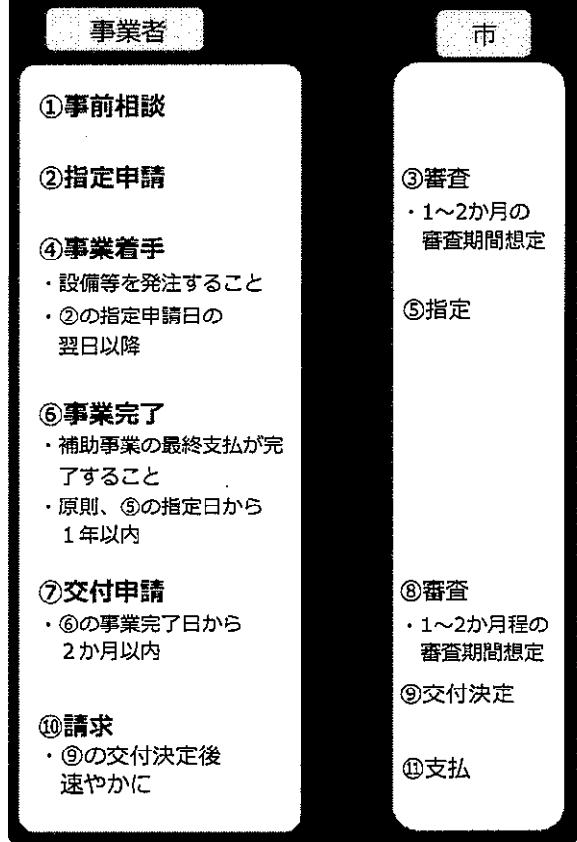 事業者
①事前相談
②指定申請
④事業着手
・設備等を発注すること
・②の指定申請日の
翌日以降
⑥事業完了
・補助事業の最終支払が完
了すること
・原則、⑤の指定日から
１年以内
⑦交付申請
・⑥の事業完了日から
２か月以内
⑩請求
・⑨の交付決定後
速やかに
市
③審査
・1～2か月の
審査期間想定
⑤指定
⑧審査
・1～2か月程の
審査期間想定
⑨交付決定
⑪支払